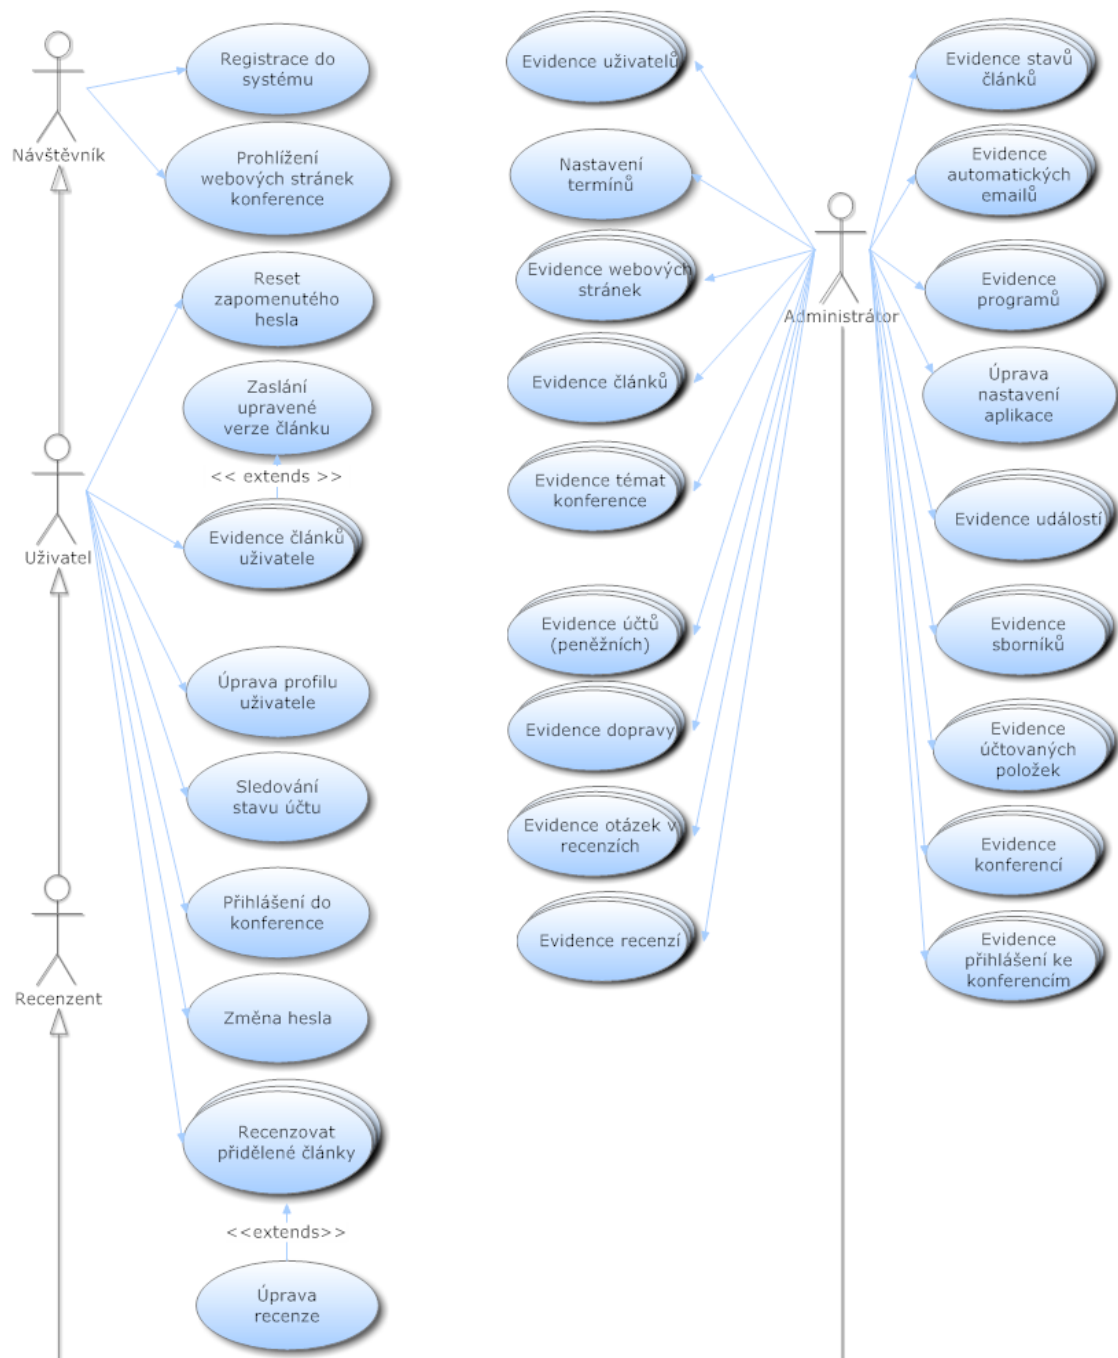 Návštěvník
Registrace do
systému
Prohlížení
webových stránek
konference
Reset
zapomenutého
hesla
Zaslání
upravené
verze článku
<< extends >>
Uživatel
Evidence článků
uživatele
Úprava profilu
uživatele
Sledování
stavu účtu
Přihlášení do
konference
Recenzent
Změna hesla
Recenzovat
přidělené články
<<extends>>
Úprava
recenze
Evidence uživatelů
Nastavení
termínů
Evidence webových
stránek
Evidence článků
Evidence témat
konference
Evidence účtů
(peněžních)
Evidence dopravy
Evidence otázek v
recenzích
Evidence recenzí
Administrátor
Evidence stavů
článků
Evidence
automatických
emailů
Evidence
programů
Úprava
nastavení
aplikace
Evidence událostí
Evidence
sborníků
Evidence
účtovaných
položek
Evidence
konferencí
Evidence
přihlášení ke
konferencím